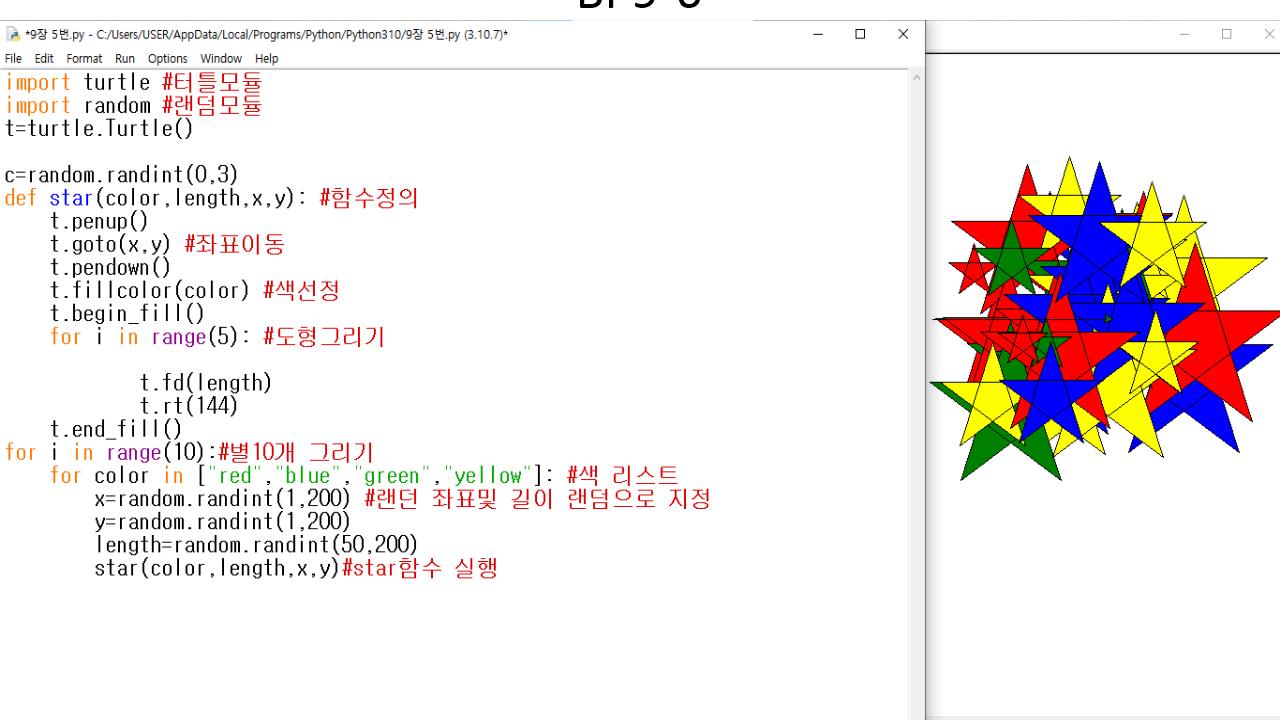 *9장 5번.py - C:/Users/USER/AppData/Local/Programs/Python/Python310/9장 5번.py (3.10.7)*
File Edit Format Run Options Window Help
import turtle #터틀모듈
import random #랜덤모듈
t=turtle.Turtle()
c=random.randint(0,3)
def star(color,length,x,y): #함수정의
t.penup()
t.goto(x,y) #좌표이동
t.pendown()
t.fillcolor(color) #색선정
t.begin_fill()
for i in range(5): #도형그리기
t.fd(length)
t.rt(144)
t.end_fill()
for i in range(10):#별10개 그리기
for color in ["red","blue","green","yellow"]: #색 리스트
x=random.randint(1,200) #랜던 좌표및 길이 랜덤으로 지정
y=random.randint(1,200)
length=random.randint(50,200)
star(color,length,x,y)#star함수 실행